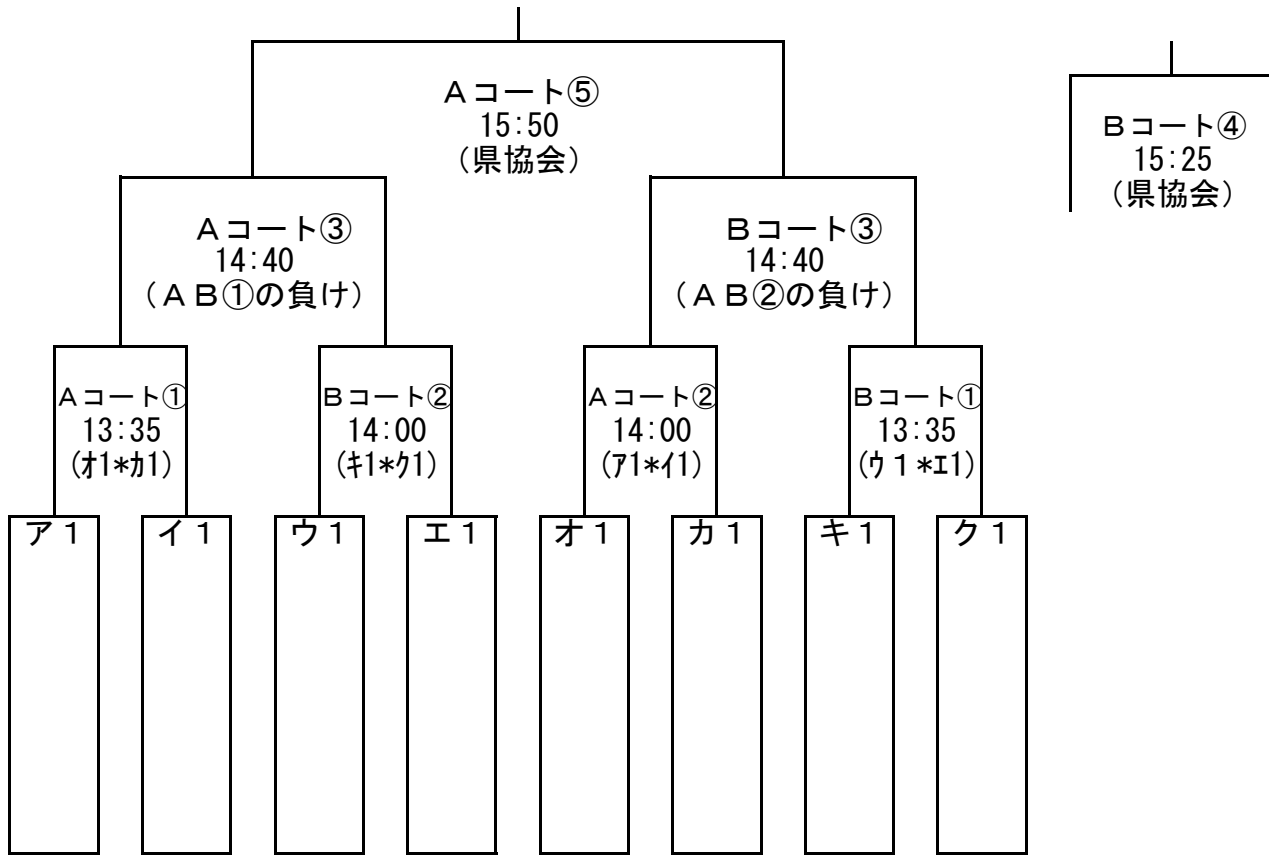 Ａコート⑤
15:50
（県協会）
Ｂコート④
15:25
（県協会）
Ａコート③
14:40
（ＡＢ①の負け）
Ｂコート③
14:40
（ＡＢ②の負け）
Ａコート①
13:35
(ｵ1*ｶ1)
Ｂコート②
14:00
(ｷ1*ｸ1)
Ａコート②
14:00
(ｱ1*ｲ1)
Ｂコート①
13:35
(ｳ１*ｴ1)
ア１
イ１
ウ１
エ１
オ１
カ１
キ１
ク１